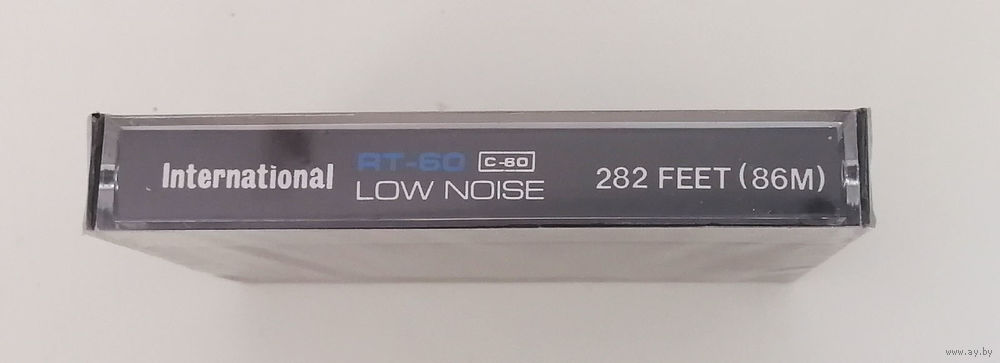 International RT-60 C-60 282 FEET (86M)
LOW NOISE
www.ay.by